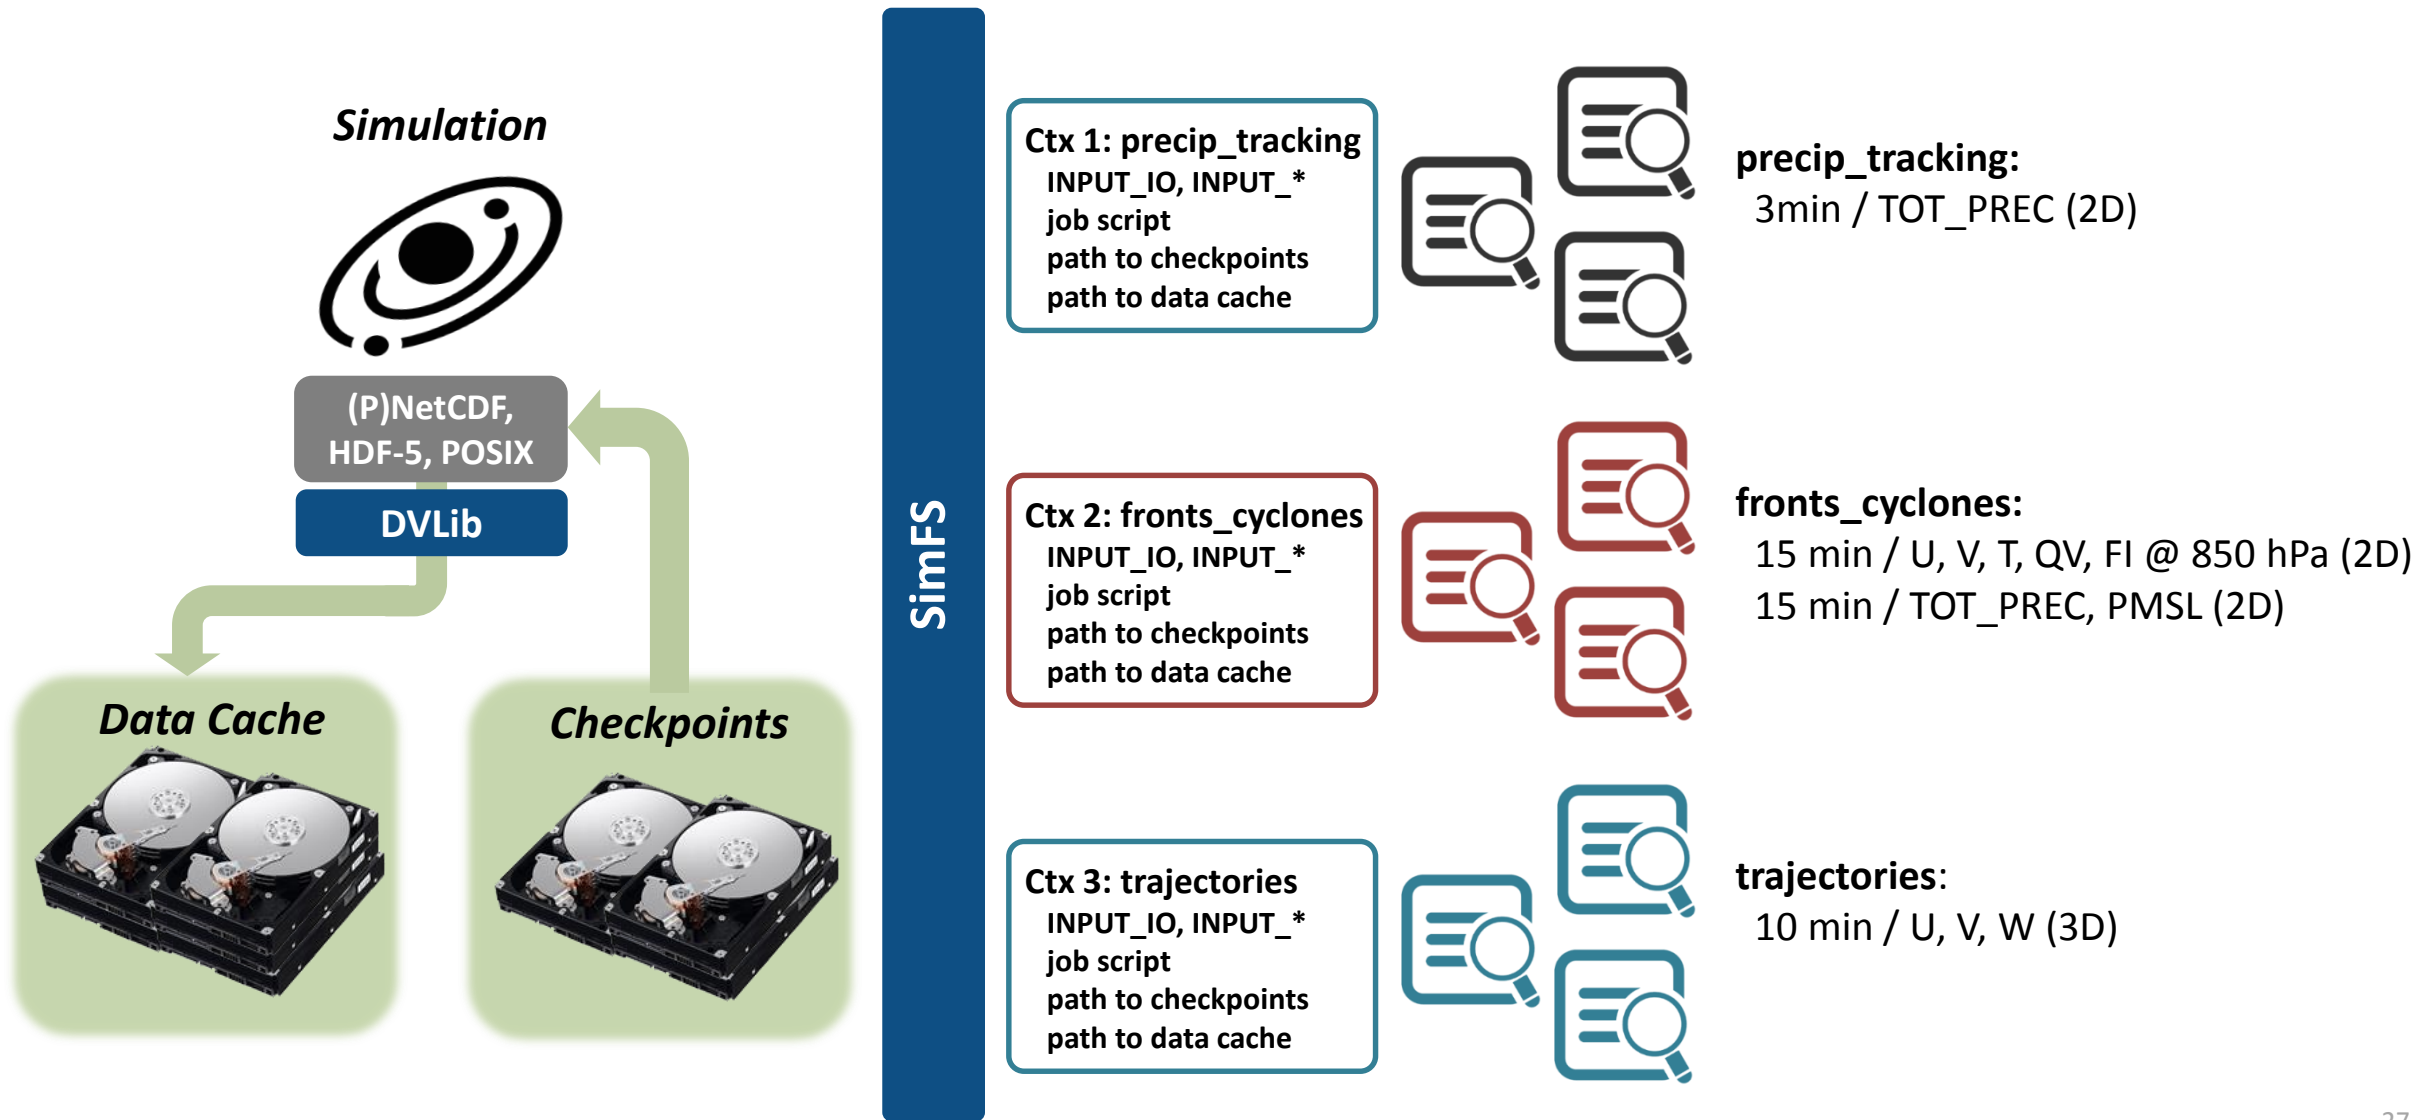 Simulation
(P)NetCDF,
HDF-5, POSIX
DVLib
Data Cache
Checkpoints
SimFS
Ctx 1: precip_tracking
INPUT_IO, INPUT_*
job script
path to checkpoints
path to data cache
precip_tracking:
3min / TOT_PREC (2D)
Ctx 2: fronts_cyclones
INPUT_IO, INPUT_*
job script
path to checkpoints
path to data cache
fronts_cyclones:
15 min / U, V, T, QV, FI @ 850 hPa (2D)
15 min / TOT_PREC, PMSL (2D)
Ctx 3: trajectories
INPUT_IO, INPUT_*
job script
path to checkpoints
path to data cache
trajectories:
10 min / U, V, W (3D)